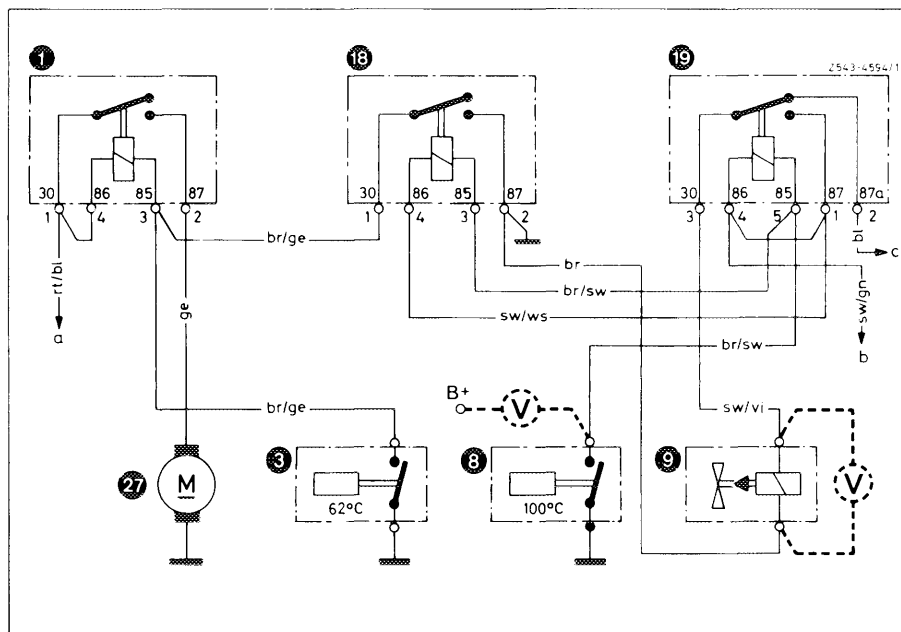 1 18 19
Z543-4594/1
30 86 85 87 30 86 85 87 30 86 85 87 87a
1 4 3 2 1 4 3 2 3 4 5 1 2
br/ge
br
bl
c
rt/bl
ge
br/sw
sw/gn
sw/ws
a
br/sw
b
B+
V
br/ge
sw/vi
27
M
3
62°C
8
100°C
9
V